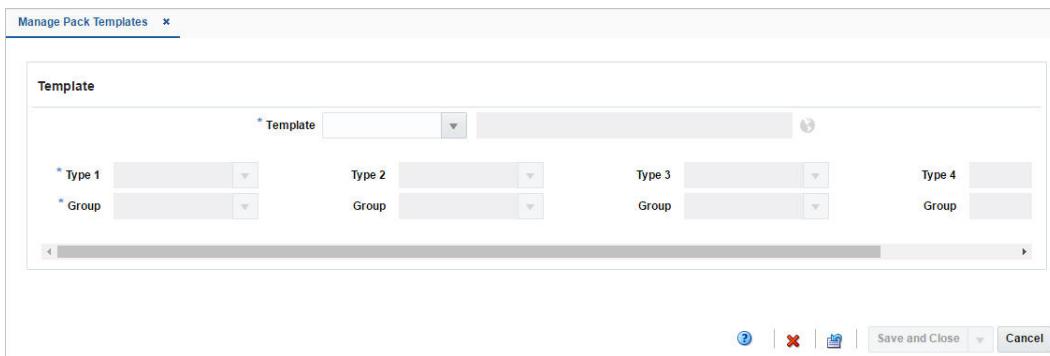 Manage Pack Templates ×
Template
* Template
* Type 1 Type 2 Type 3 Type 4
* Group Group Group Group
Save and Close Cancel